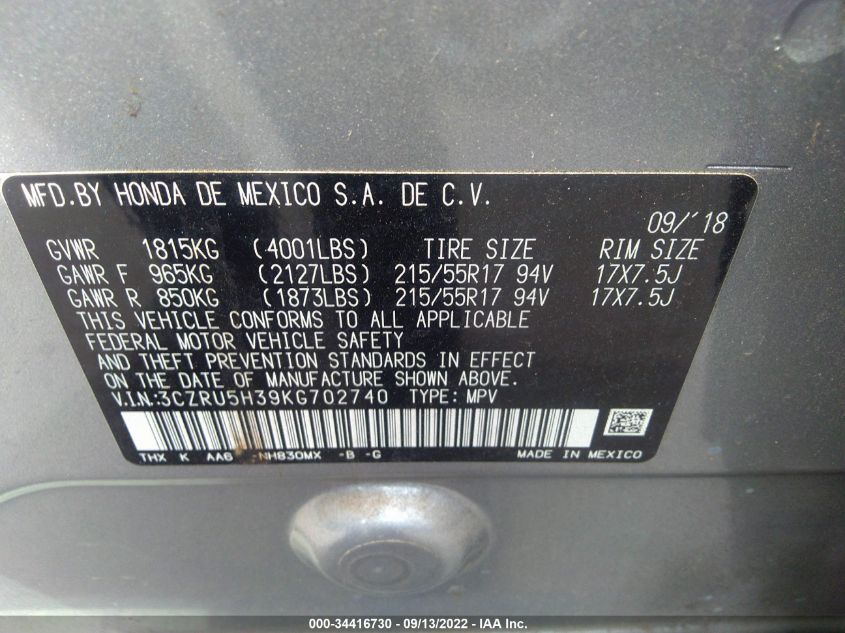 MFD.BY HONDA DE MEXICO S.A. DE C.V.
09/'18
GVWR 1815KG (4001LBS) TIRE SIZE RIM SIZE
GAWR F 965KG (2127LBS) 215/55R17 94V 17X7.5J
GAWR R 850KG (1873LBS) 215/55R17 94V 17X7.5J
THIS VEHICLE CONFORMS TO ALL APPLICABLE
FEDERAL MOTOR VEHICLE SAFETY
AND THEFT PREVENTION STANDARDS IN EFFECT
ON THE DATE OF MANUFACTURE SHOWN ABOVE.
V.I.N:3CZRU5H39KG702740 TYPE: MPV
THX K AA6 -NH830MX -B -G MADE IN MEXICO
000-34416730 - 09/13/2022 - IAA Inc.